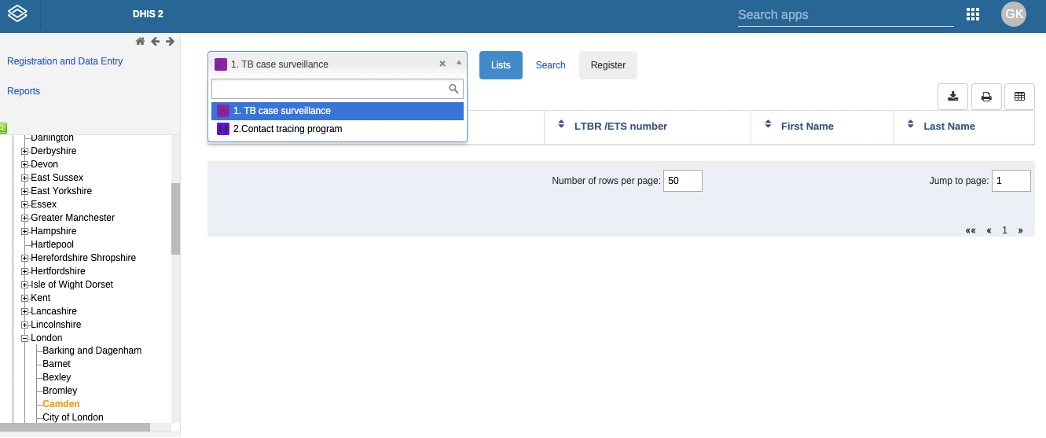 DHIS 2
Search apps
GK
Registration and Data Entry
Reports
Darlington
Derbyshire
Devon
East Sussex
East Yorkshire
Essex
Greater Manchester
Hampshire
Hartlepool
Herefordshire Shropshire
Hertfordshire
Isle of Wight Dorset
Kent
Lancashire
Lincolnshire
London
Barking and Dagenham
Barnet
Bexley
Bromley
Camden
City of London
1. TB case surveillance
Lists
Search
Register
1. TB case surveillance
2.Contact tracing program
LTBR /ETS number
First Name
Last Name
Number of rows per page: 50
Jump to page: 1
«« « 1 »